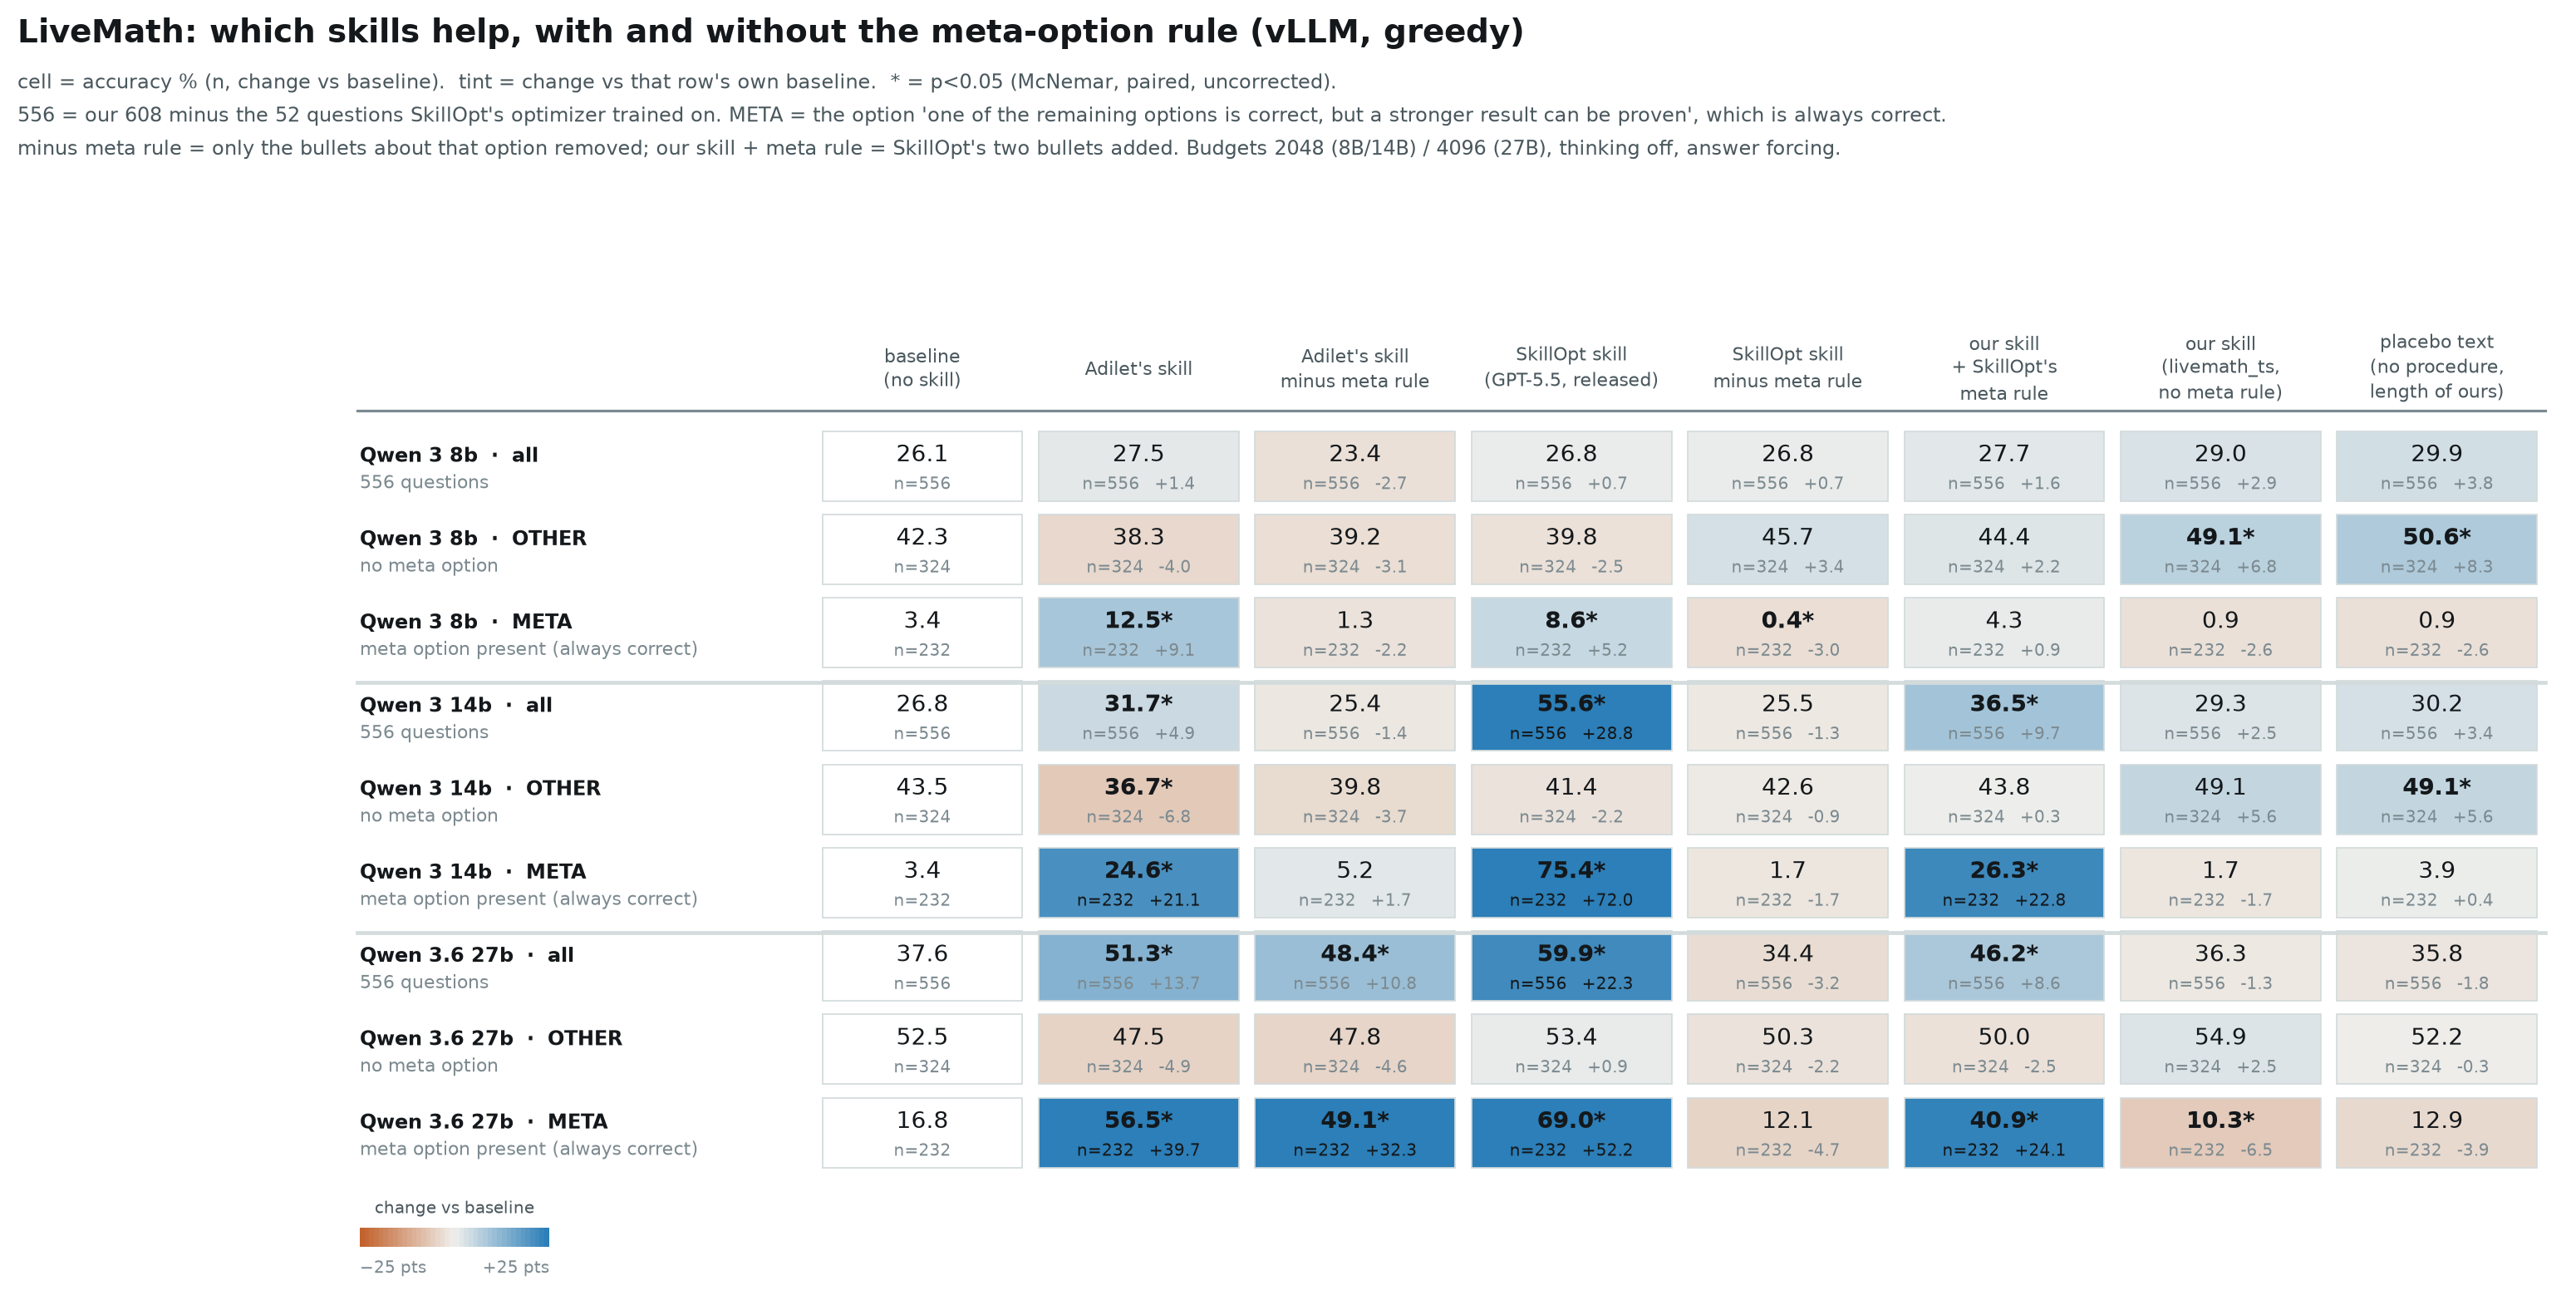 LiveMath: which skills help, with and without the meta-option rule (vLLM, greedy)
cell = accuracy % (n, change vs baseline).  tint = change vs that row's own baseline.  * = p<0.05 (McNemar, paired, uncorrected).
556 = our 608 minus the 52 questions SkillOpt's optimizer trained on. META = the option 'one of the remaining options is correct, but a stronger result can be proven', which is always correct.
minus meta rule = only the bullets about that option removed; our skill + meta rule = SkillOpt's two bullets added. Budgets 2048 (8B/14B) / 4096 (27B), thinking off, answer forcing.
baseline
(no skill)
Adilet's skill
Adilet's skill
minus meta rule
SkillOpt skill
(GPT-5.5, released)
SkillOpt skill
minus meta rule
our skill
+ SkillOpt's
meta rule
our skill
(livemath_ts,
no meta rule)
placebo text
(no procedure,
length of ours)
Qwen 3 8b · all 26.1 27.5 23.4 26.8 26.8 27.7 29.0 29.9
556 questions n=556 n=556 +1.4 n=556 -2.7 n=556 +0.7 n=556 +0.7 n=556 +1.6 n=556 +2.9 n=556 +3.8
Qwen 3 8b · OTHER 42.3 38.3 39.2 39.8 45.7 44.4 49.1* 50.6*
no meta option n=324 n=324 -4.0 n=324 -3.1 n=324 -2.5 n=324 +3.4 n=324 +2.2 n=324 +6.8 n=324 +8.3
Qwen 3 8b · META 3.4 12.5* 1.3 8.6* 0.4* 4.3 0.9 0.9
meta option present (always correct) n=232 n=232 +9.1 n=232 -2.2 n=232 +5.2 n=232 -3.0 n=232 +0.9 n=232 -2.6 n=232 -2.6
Qwen 3 14b · all 26.8 31.7* 25.4 55.6* 25.5 36.5* 29.3 30.2
556 questions n=556 n=556 +4.9 n=556 -1.4 n=556 +28.8 n=556 -1.3 n=556 +9.7 n=556 +2.5 n=556 +3.4
Qwen 3 14b · OTHER 43.5 36.7* 39.8 41.4 42.6 43.8 49.1 49.1*
no meta option n=324 n=324 -6.8 n=324 -3.7 n=324 -2.2 n=324 -0.9 n=324 +0.3 n=324 +5.6 n=324 +5.6
Qwen 3 14b · META 3.4 24.6* 5.2 75.4* 1.7 26.3* 1.7 3.9
meta option present (always correct) n=232 n=232 +21.1 n=232 +1.7 n=232 +72.0 n=232 -1.7 n=232 +22.8 n=232 -1.7 n=232 +0.4
Qwen 3.6 27b · all 37.6 51.3* 48.4* 59.9* 34.4 46.2* 36.3 35.8
556 questions n=556 n=556 +13.7 n=556 +10.8 n=556 +22.3 n=556 -3.2 n=556 +8.6 n=556 -1.3 n=556 -1.8
Qwen 3.6 27b · OTHER 52.5 47.5 47.8 53.4 50.3 50.0 54.9 52.2
no meta option n=324 n=324 -4.9 n=324 -4.6 n=324 +0.9 n=324 -2.2 n=324 -2.5 n=324 +2.5 n=324 -0.3
Qwen 3.6 27b · META 16.8 56.5* 49.1* 69.0* 12.1 40.9* 10.3* 12.9
meta option present (always correct) n=232 n=232 +39.7 n=232 +32.3 n=232 +52.2 n=232 -4.7 n=232 +24.1 n=232 -6.5 n=232 -3.9
change vs baseline
−25 pts +25 pts